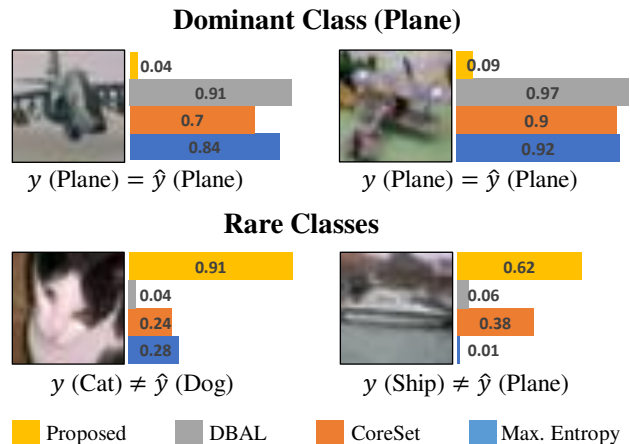 Dominant Class (Plane)
0.04
0.91
0.7
0.84
0.09
0.97
0.9
0.92
y (Plane) = ŷ (Plane)
y (Plane) = ŷ (Plane)
Rare Classes
0.91
0.04
0.24
0.28
0.62
0.06
0.38
0.01
y (Cat) ≠ ŷ (Dog)
y (Ship) ≠ ŷ (Plane)
Proposed
DBAL
CoreSet
Max. Entropy